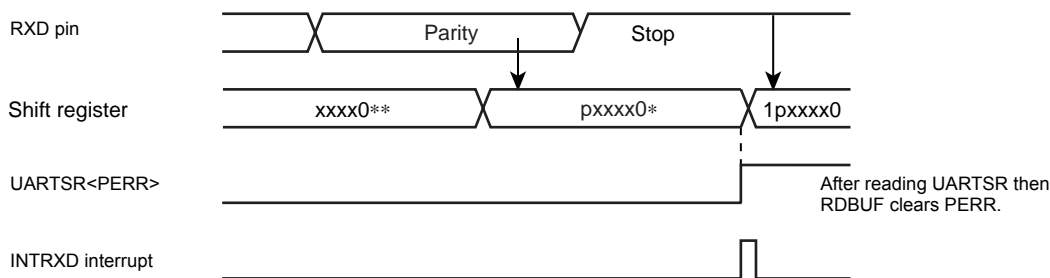 RXD pin
Parity
Stop
Shift register
xxxx0**
pxxxx0*
1pxxxx0
UARTSR<PERR>
After reading UARTSR then
RDBUF clears PERR.
INTRXD interrupt